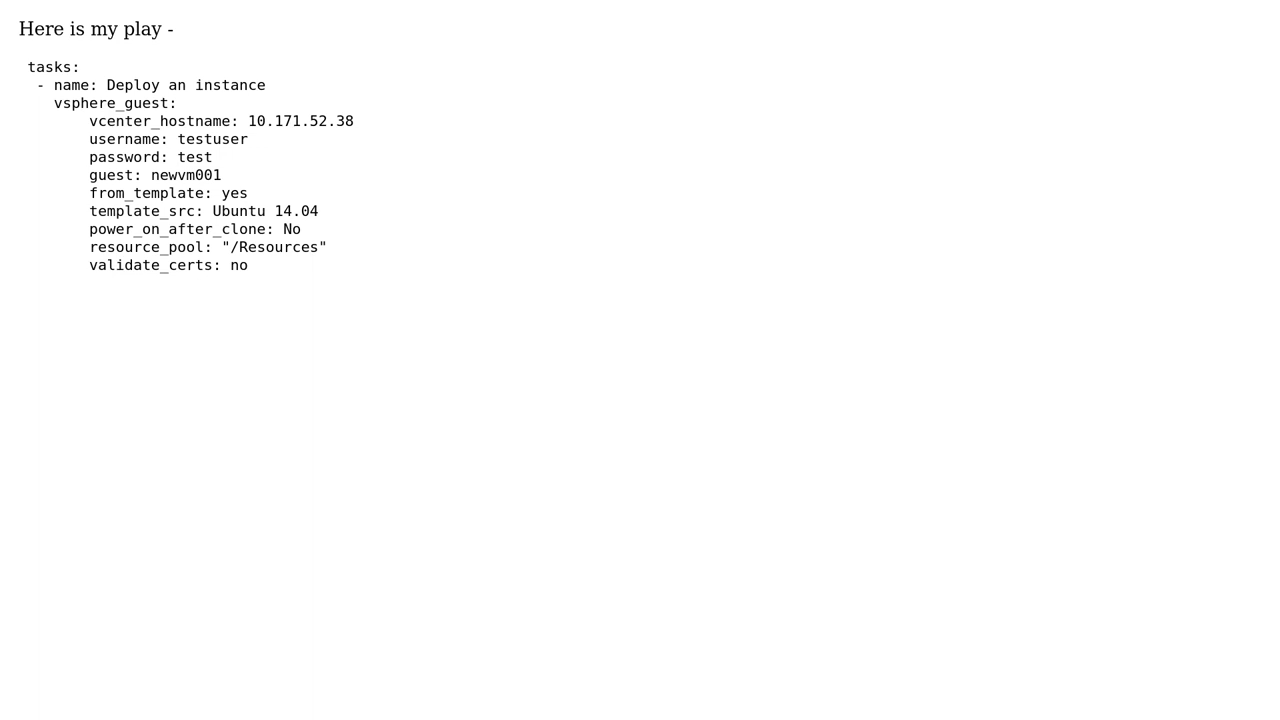 Here is my play -
tasks:
- name: Deploy an instance
vsphere_guest:
vcenter_hostname: 10.171.52.38
username: testuser
password: test
guest: newvm001
from_template: yes
template_src: Ubuntu 14.04
power_on_after_clone: No
resource_pool: "/Resources"
validate_certs: no